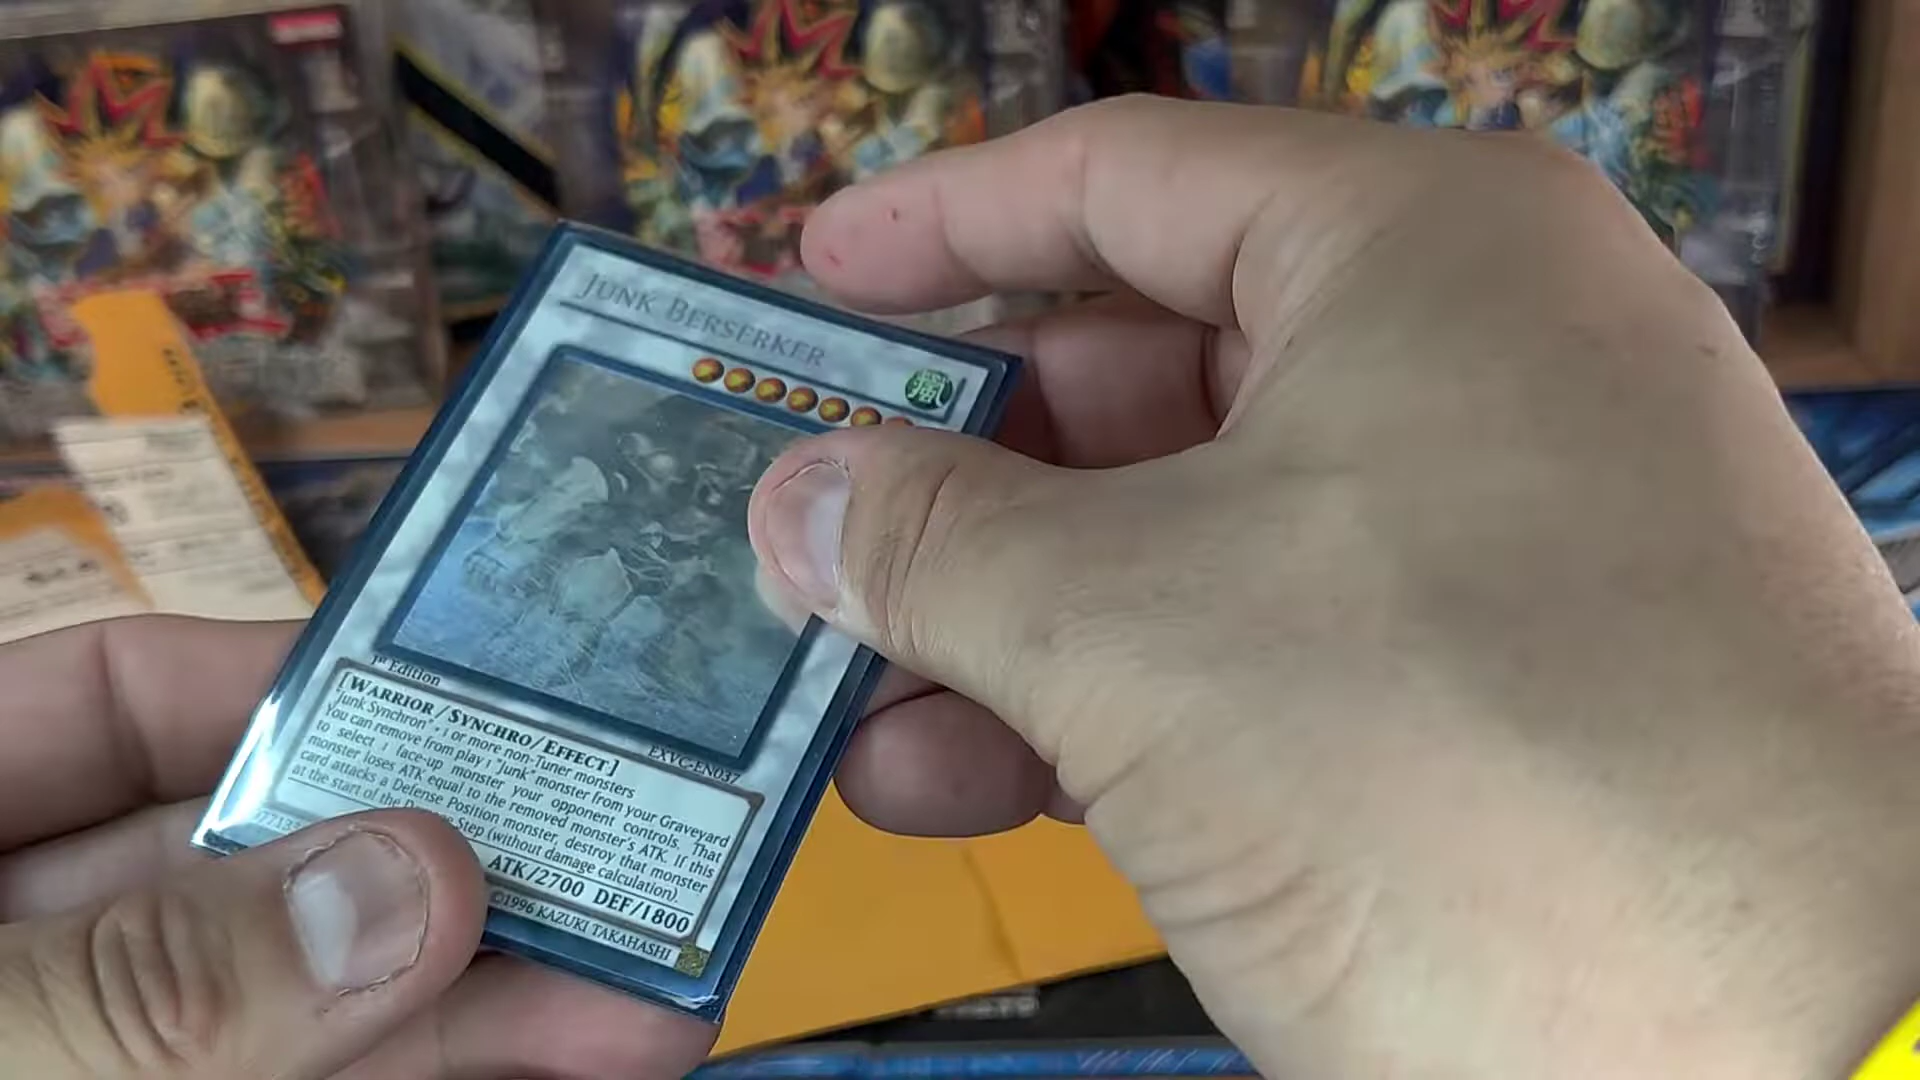 JUNK BERSERKER
1st Edition
EXVC-EN037
[WARRIOR / SYNCHRO / EFFECT]
"Junk Synchron", 1 or more non-Tuner monsters
You can remove from play 1 "Junk" monster from your Graveyard
to select 1 face-up monster your opponent controls. That
monster loses ATK equal to the removed monster's ATK. If this
card attacks a Defense Position monster, destroy that monster
at the start of the Step (without damage calculation).
ATK/2700 DEF/1800
©1996 KAZUKI TAKAHASHI